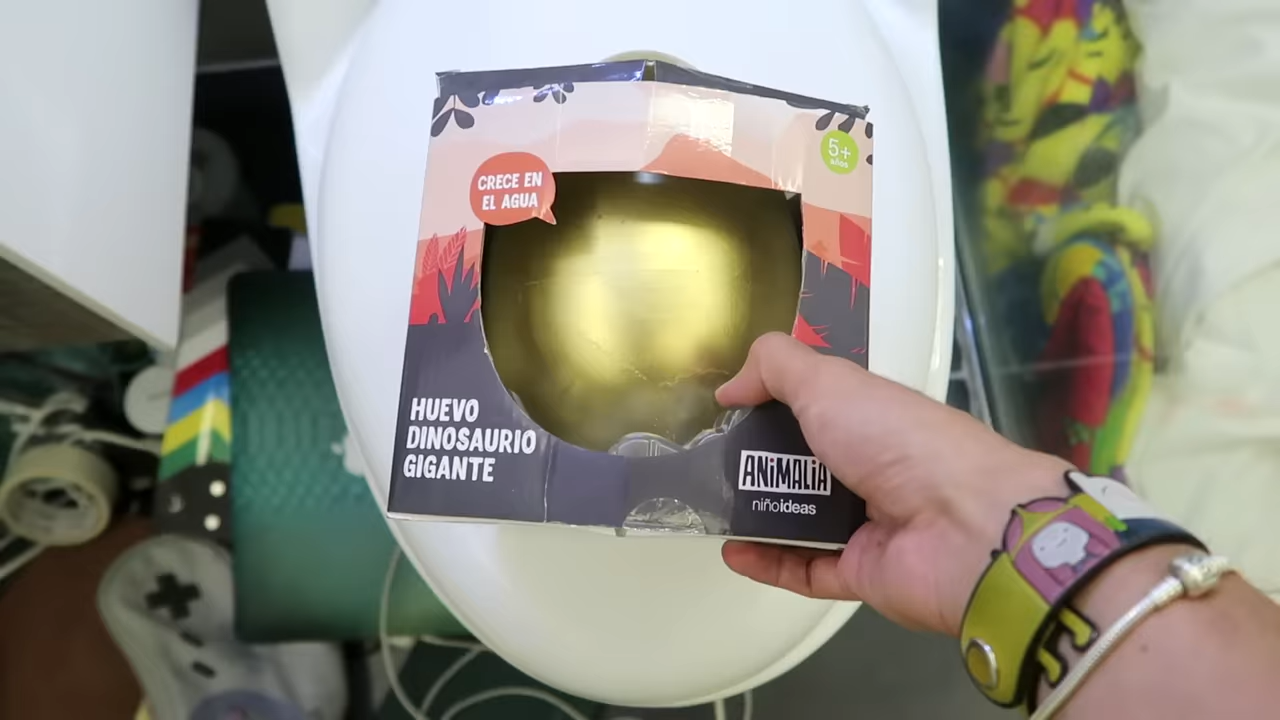 5+
años
CRECE EN
EL AGUA
HUEVO
DINOSAURIO
GIGANTE
ANiMALiA
niñoideas